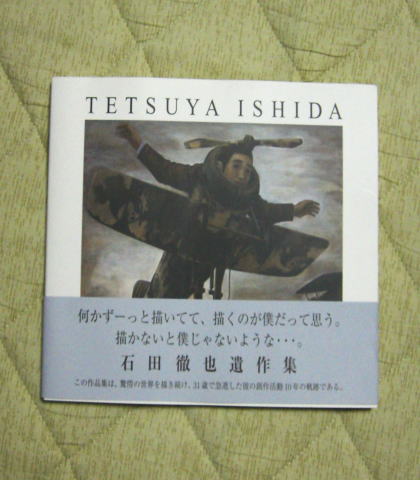 TETSUYA ISHIDA
何かずーっと描いてて、描くのが僕だって思う。
描かないと僕じゃないような・・・。
石田徹也遺作集
この作品集は、驚愕の世界を描き続け、31歳で急逝した彼の創作活動10年の軌跡である。